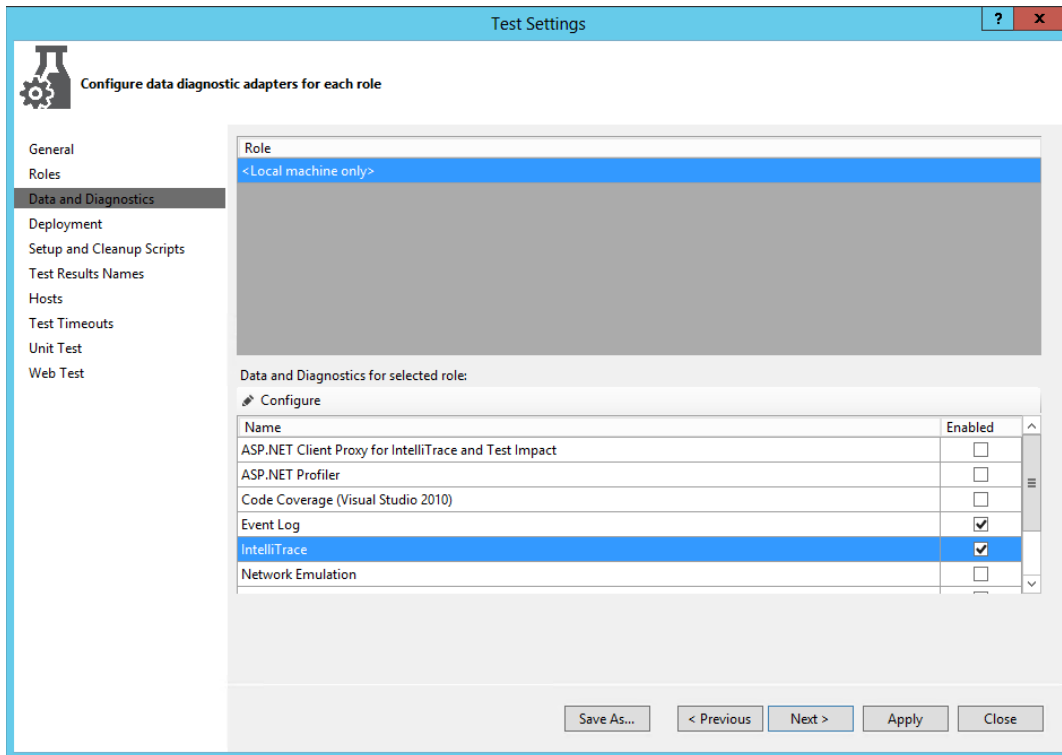 Test Settings
? x
Configure data diagnostic adapters for each role
General
Roles
Data and Diagnostics
Deployment
Setup and Cleanup Scripts
Test Results Names
Hosts
Test Timeouts
Unit Test
Web Test
Role
<Local machine only>
Data and Diagnostics for selected role:
Configure
Name Enabled
ASP.NET Client Proxy for IntelliTrace and Test Impact
ASP.NET Profiler
Code Coverage (Visual Studio 2010)
Event Log
IntelliTrace
Network Emulation
Save As... < Previous Next > Apply Close